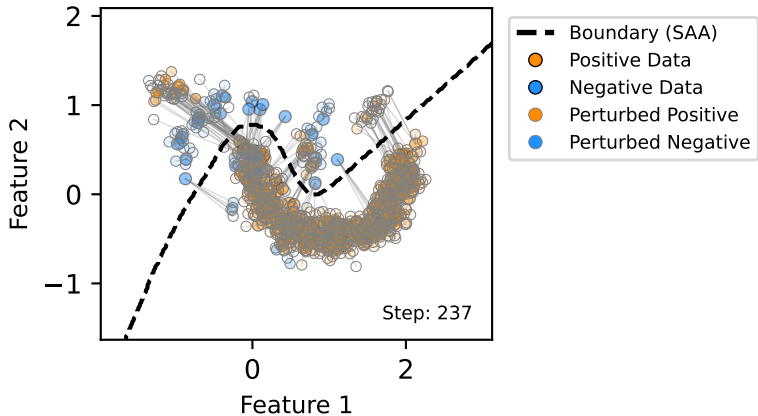 2
1
0
−1
Feature 2
0
2
Feature 1
Step: 237
Boundary (SAA)
Positive Data
Negative Data
Perturbed Positive
Perturbed Negative